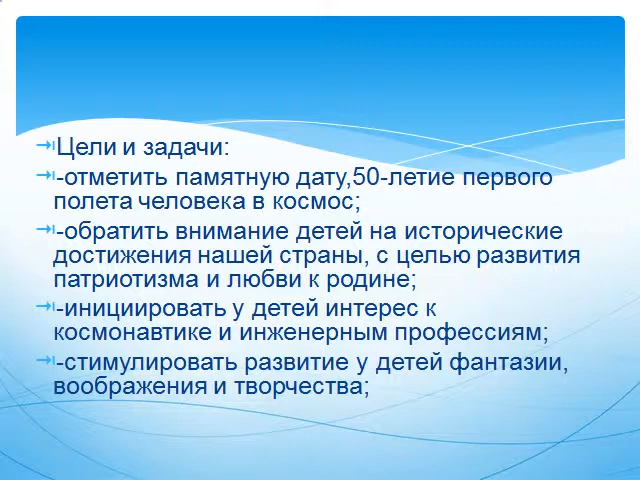 Цели и задачи:
-отметить памятную дату,50-летие первого
полета человека в космос;
-обратить внимание детей на исторические
достижения нашей страны, с целью развития
патриотизма и любви к родине;
-инициировать у детей интерес к
космонавтике и инженерным профессиям;
-стимулировать развитие у детей фантазии,
воображения и творчества;